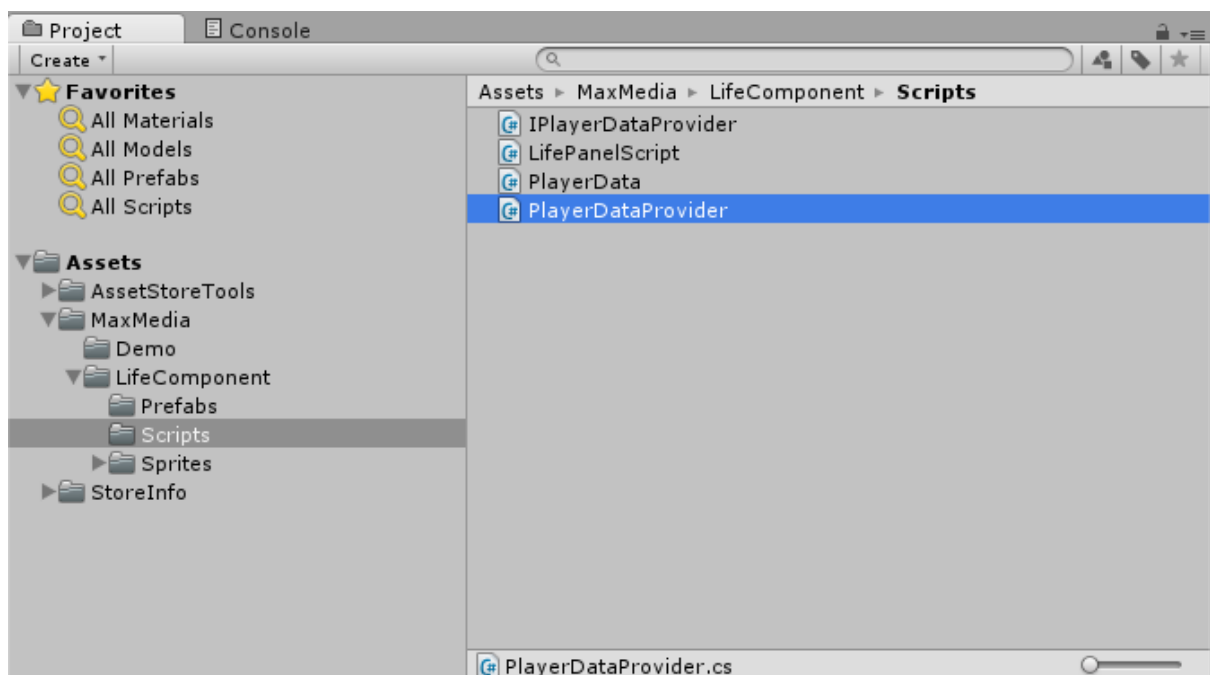 Project
Console
Create
Favorites
All Materials
All Models
All Prefabs
All Scripts
Assets
AssetStoreTools
MaxMedia
Demo
LifeComponent
Prefabs
Scripts
Sprites
StoreInfo
Assets MaxMedia LifeComponent Scripts
IPlayerDataProvider
LifePanelScript
PlayerData
PlayerDataProvider
PlayerDataProvider.cs